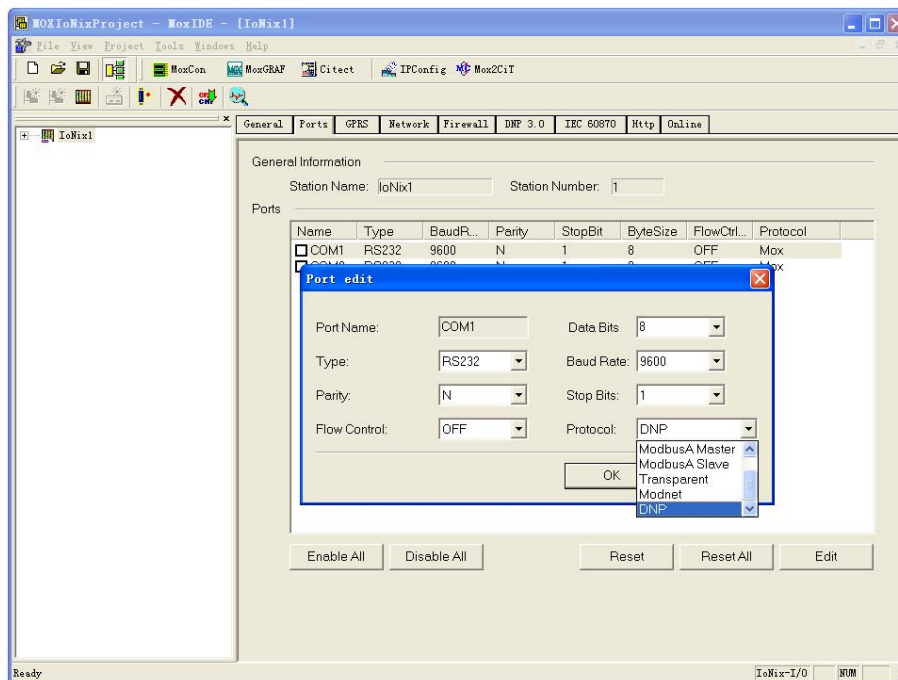 MOXIoNixProject - MoxIDE - [IoNix1]
File View Project Tools Windows Help
MoxCon MoxGRAF Citect IPConfig Mox2CiT
IoNix1
General Ports GPRS Network Firewall DNP 3.0 IEC 60870 Http Online
General Information
Station Name: IoNix1 Station Number: 1
Ports
Name Type BaudR... Parity StopBit ByteSize FlowCtrl... Protocol
COM1 RS232 9600 N 1 8 OFF Mox
Port edit
Port Name: COM1 Data Bits 8
Type: RS232 Baud Rate: 9600
Parity: N Stop Bits: 1
Flow Control: OFF Protocol: DNP
ModbusA Master
ModbusA Slave
Transparent
Modnet
DNP
OK
Enable All Disable All Reset Reset All Edit
Ready IoNix-I/O NUM